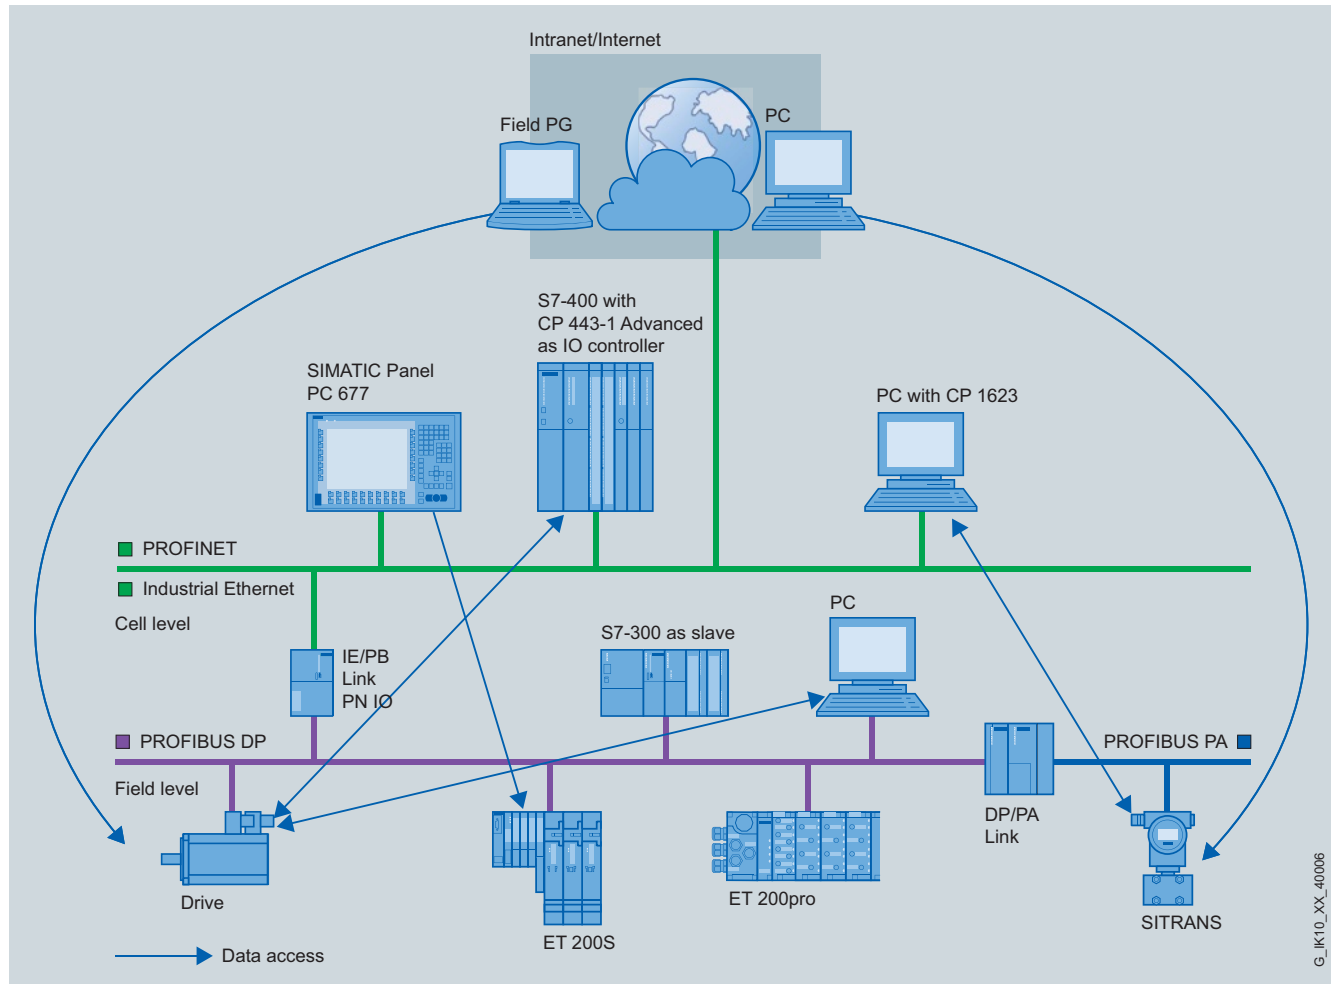 Intranet/Internet
Field PG
PC
S7-400 with
CP 443-1 Advanced
as IO controller
SIMATIC Panel
PC 677
PC with CP 1623
PROFINET
Industrial Ethernet
Cell level
PC
S7-300 as slave
IE/PB
Link
PN IO
PROFIBUS DP
PROFIBUS PA
Field level
DP/PA
Link
Drive
ET 200S
ET 200pro
SITRANS
Data access
G_IK10_XX_40006